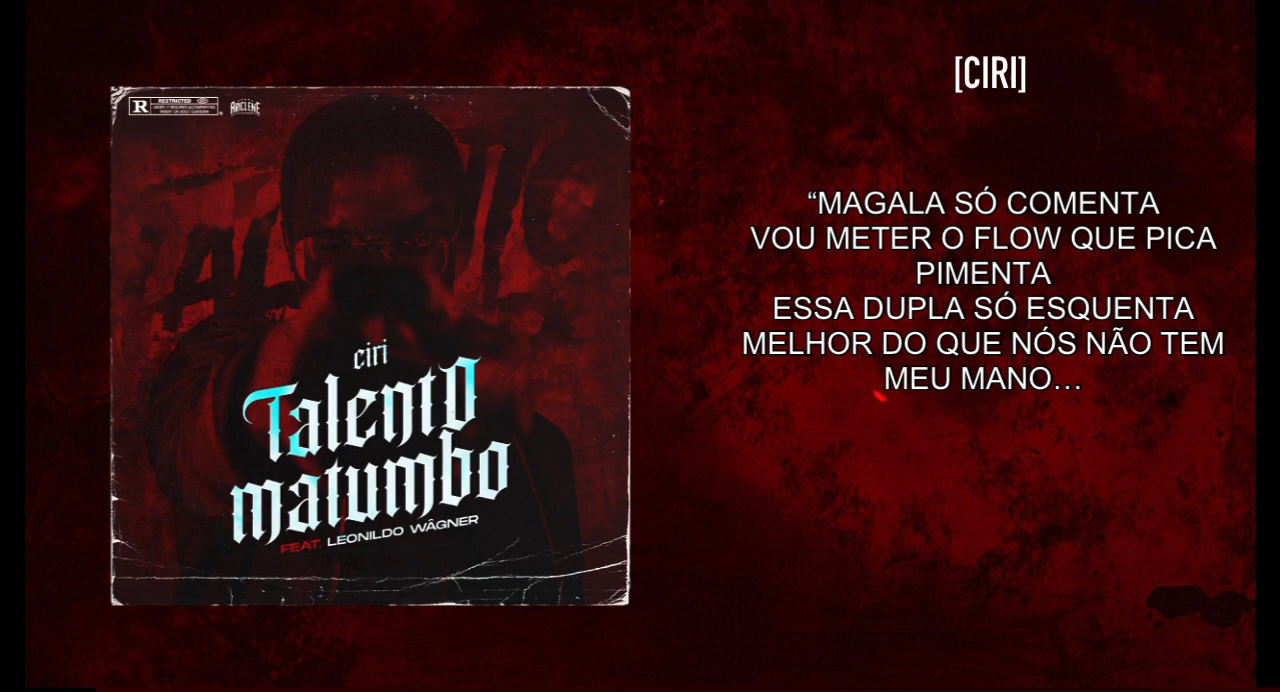 [CIRI]
“MAGALA SÓ COMENTA
VOU METER O FLOW QUE PICA
PIMENTA
ESSA DUPLA SÓ ESQUENTA
MELHOR DO QUE NÓS NÃO TEM
MEU MANO…
R RESTRICTED
ciri
Talento
matumbo
FEAT. LEONILDO WÂGNER